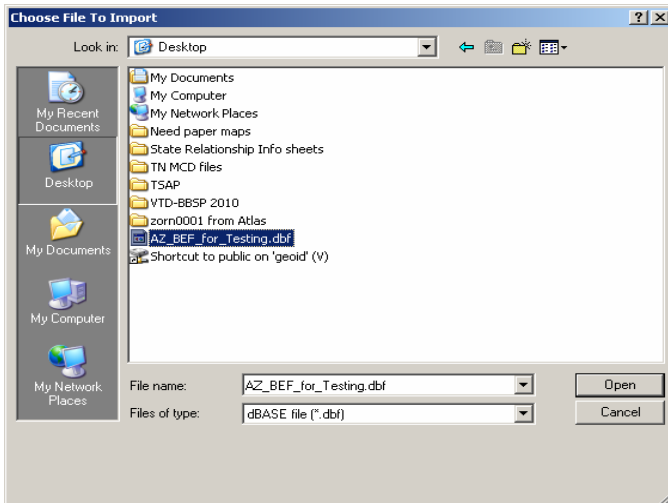 Choose File To Import
Look in:
Desktop
My Recent
Documents
Desktop
My Documents
My Computer
My Network
Places
My Documents
My Computer
My Network Places
Need paper maps
State Relationship Info sheets
TN MCD files
TSAP
VTD-BBSP 2010
zorn0001 from Atlas
AZ_BEF_for_Testing.dbf
Shortcut to public on 'geoid' (V)
File name:
AZ_BEF_for_Testing.dbf
Open
Files of type:
dBASE file (*.dbf)
Cancel